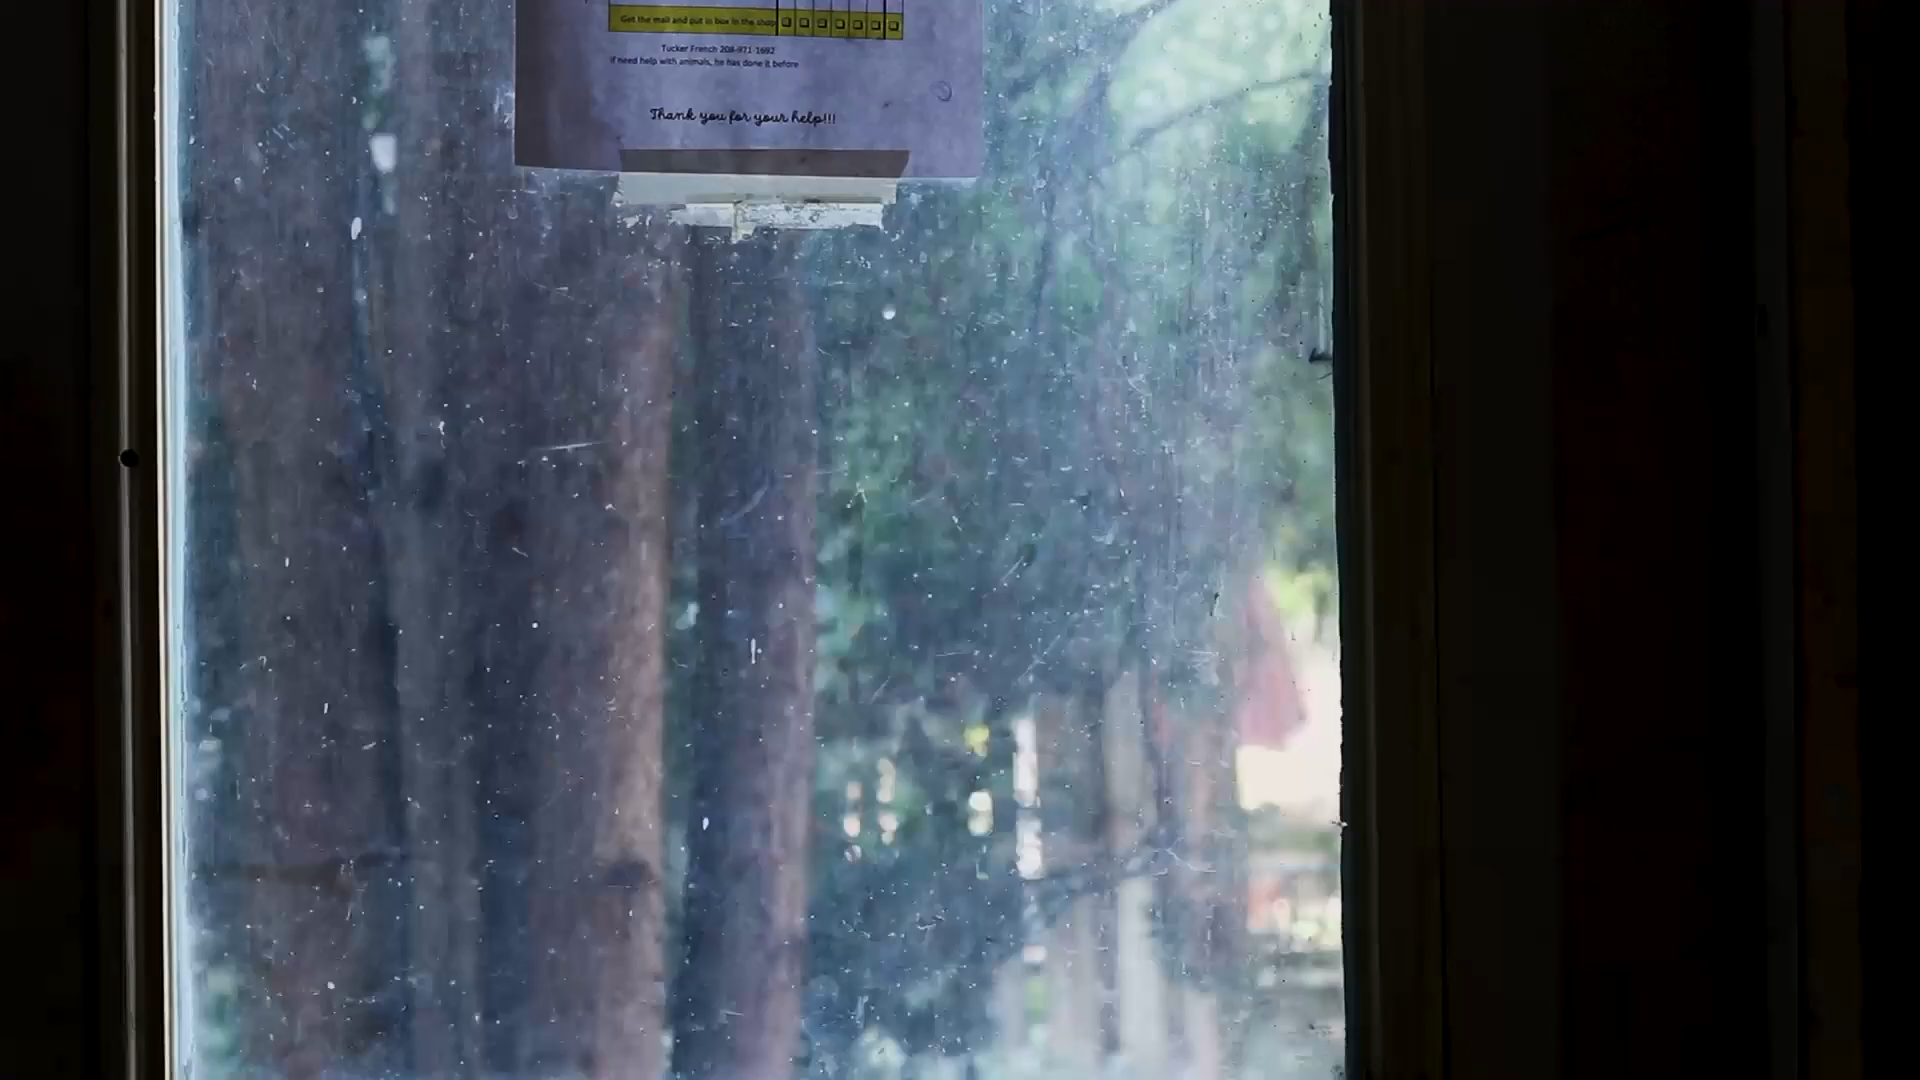 Get the mail and put in box in the shop
Tucker French 208-971-1692
If need help with animals, he has done it before
Thank you for your help!!!